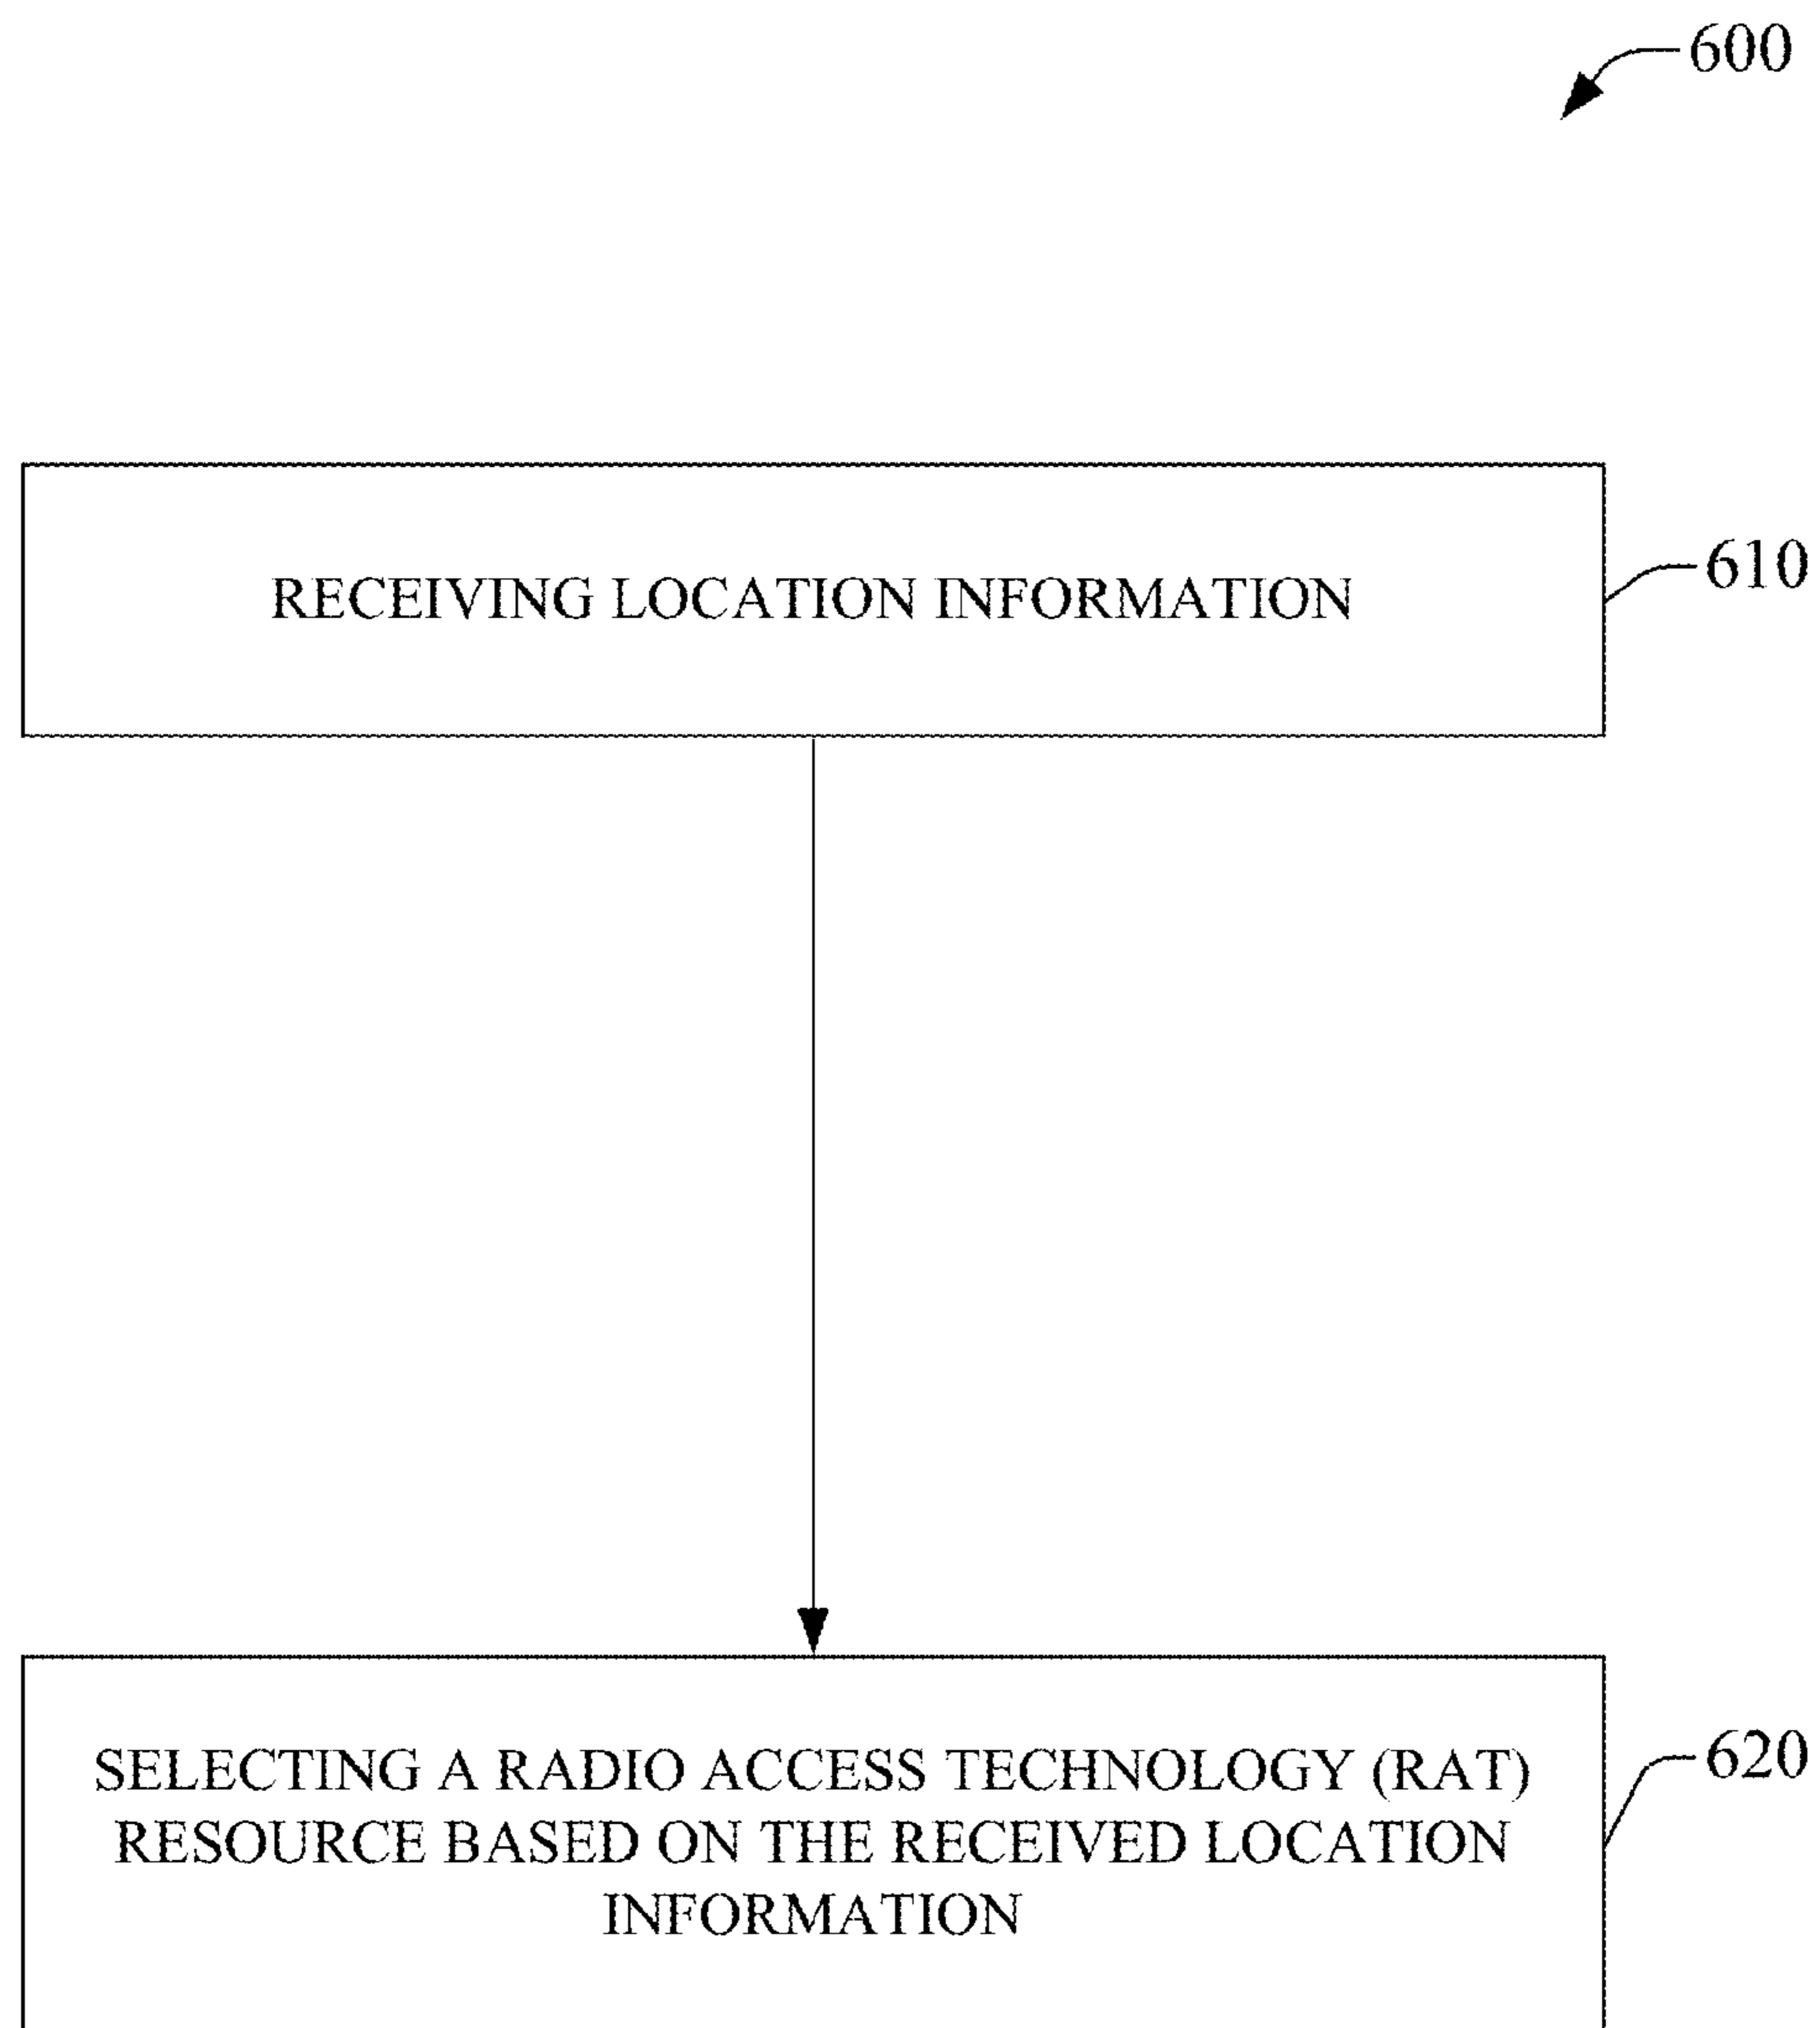 600
RECEIVING LOCATION INFORMATION
610
SELECTING A RADIO ACCESS TECHNOLOGY (RAT)
RESOURCE BASED ON THE RECEIVED LOCATION
INFORMATION
620